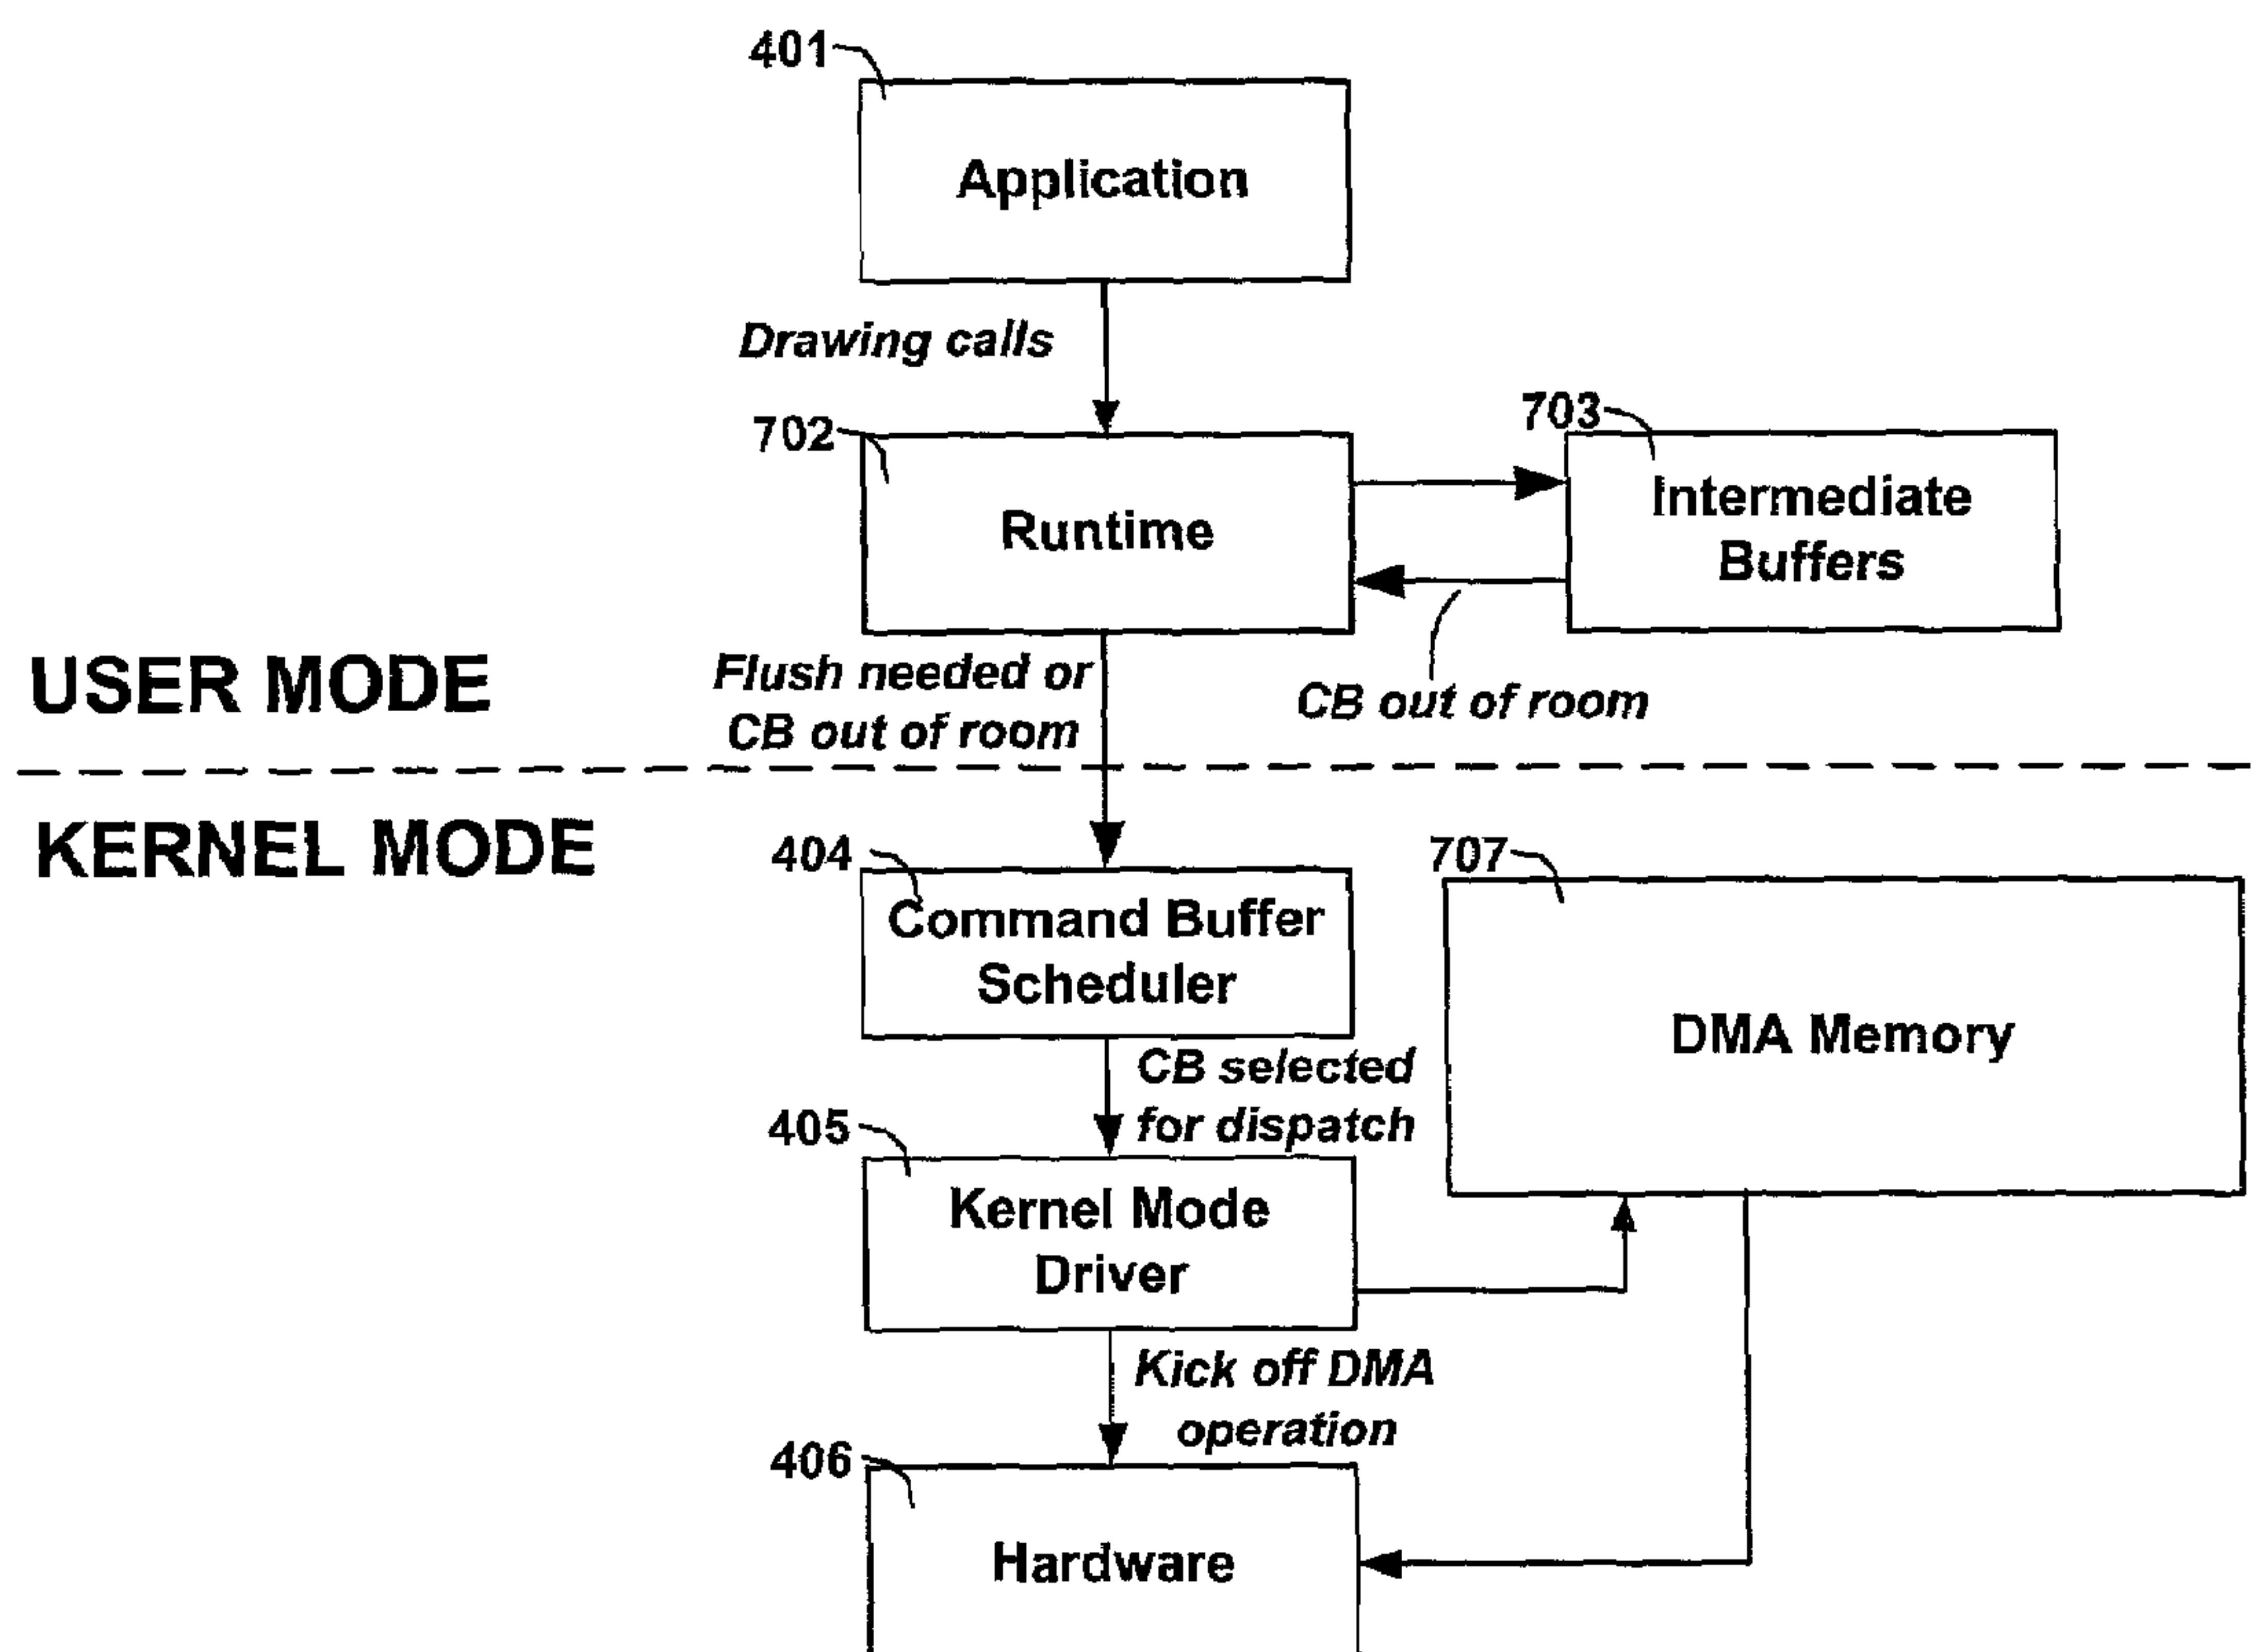 401
Application
Drawing calls
702
703
Runtime
Intermediate
Buffers
USER MODE
Flush needed or
CB out of room
CB out of room
KERNEL MODE
404
707
Command Buffer
Scheduler
DMA Memory
CB selected
for dispatch
405
Kernel Mode
Driver
Kick off DMA
operation
406
Hardware